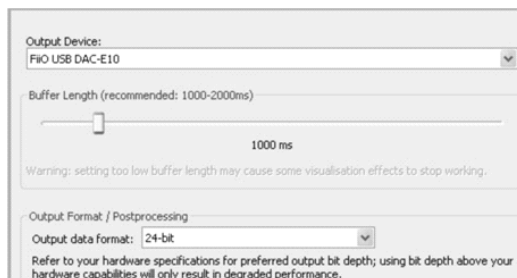 Output Device:
FiiO USB DAC-E10
Buffer Length (recommended: 1000-2000ms)
1000 ms
Warning: setting too low buffer length may cause some visualisation effects to stop working.
Output Format / Postprocessing
Output data format: 24-bit
Refer to your hardware specifications for preferred output bit depth; using bit depth above your
hardware capabilities will only result in degraded performance.